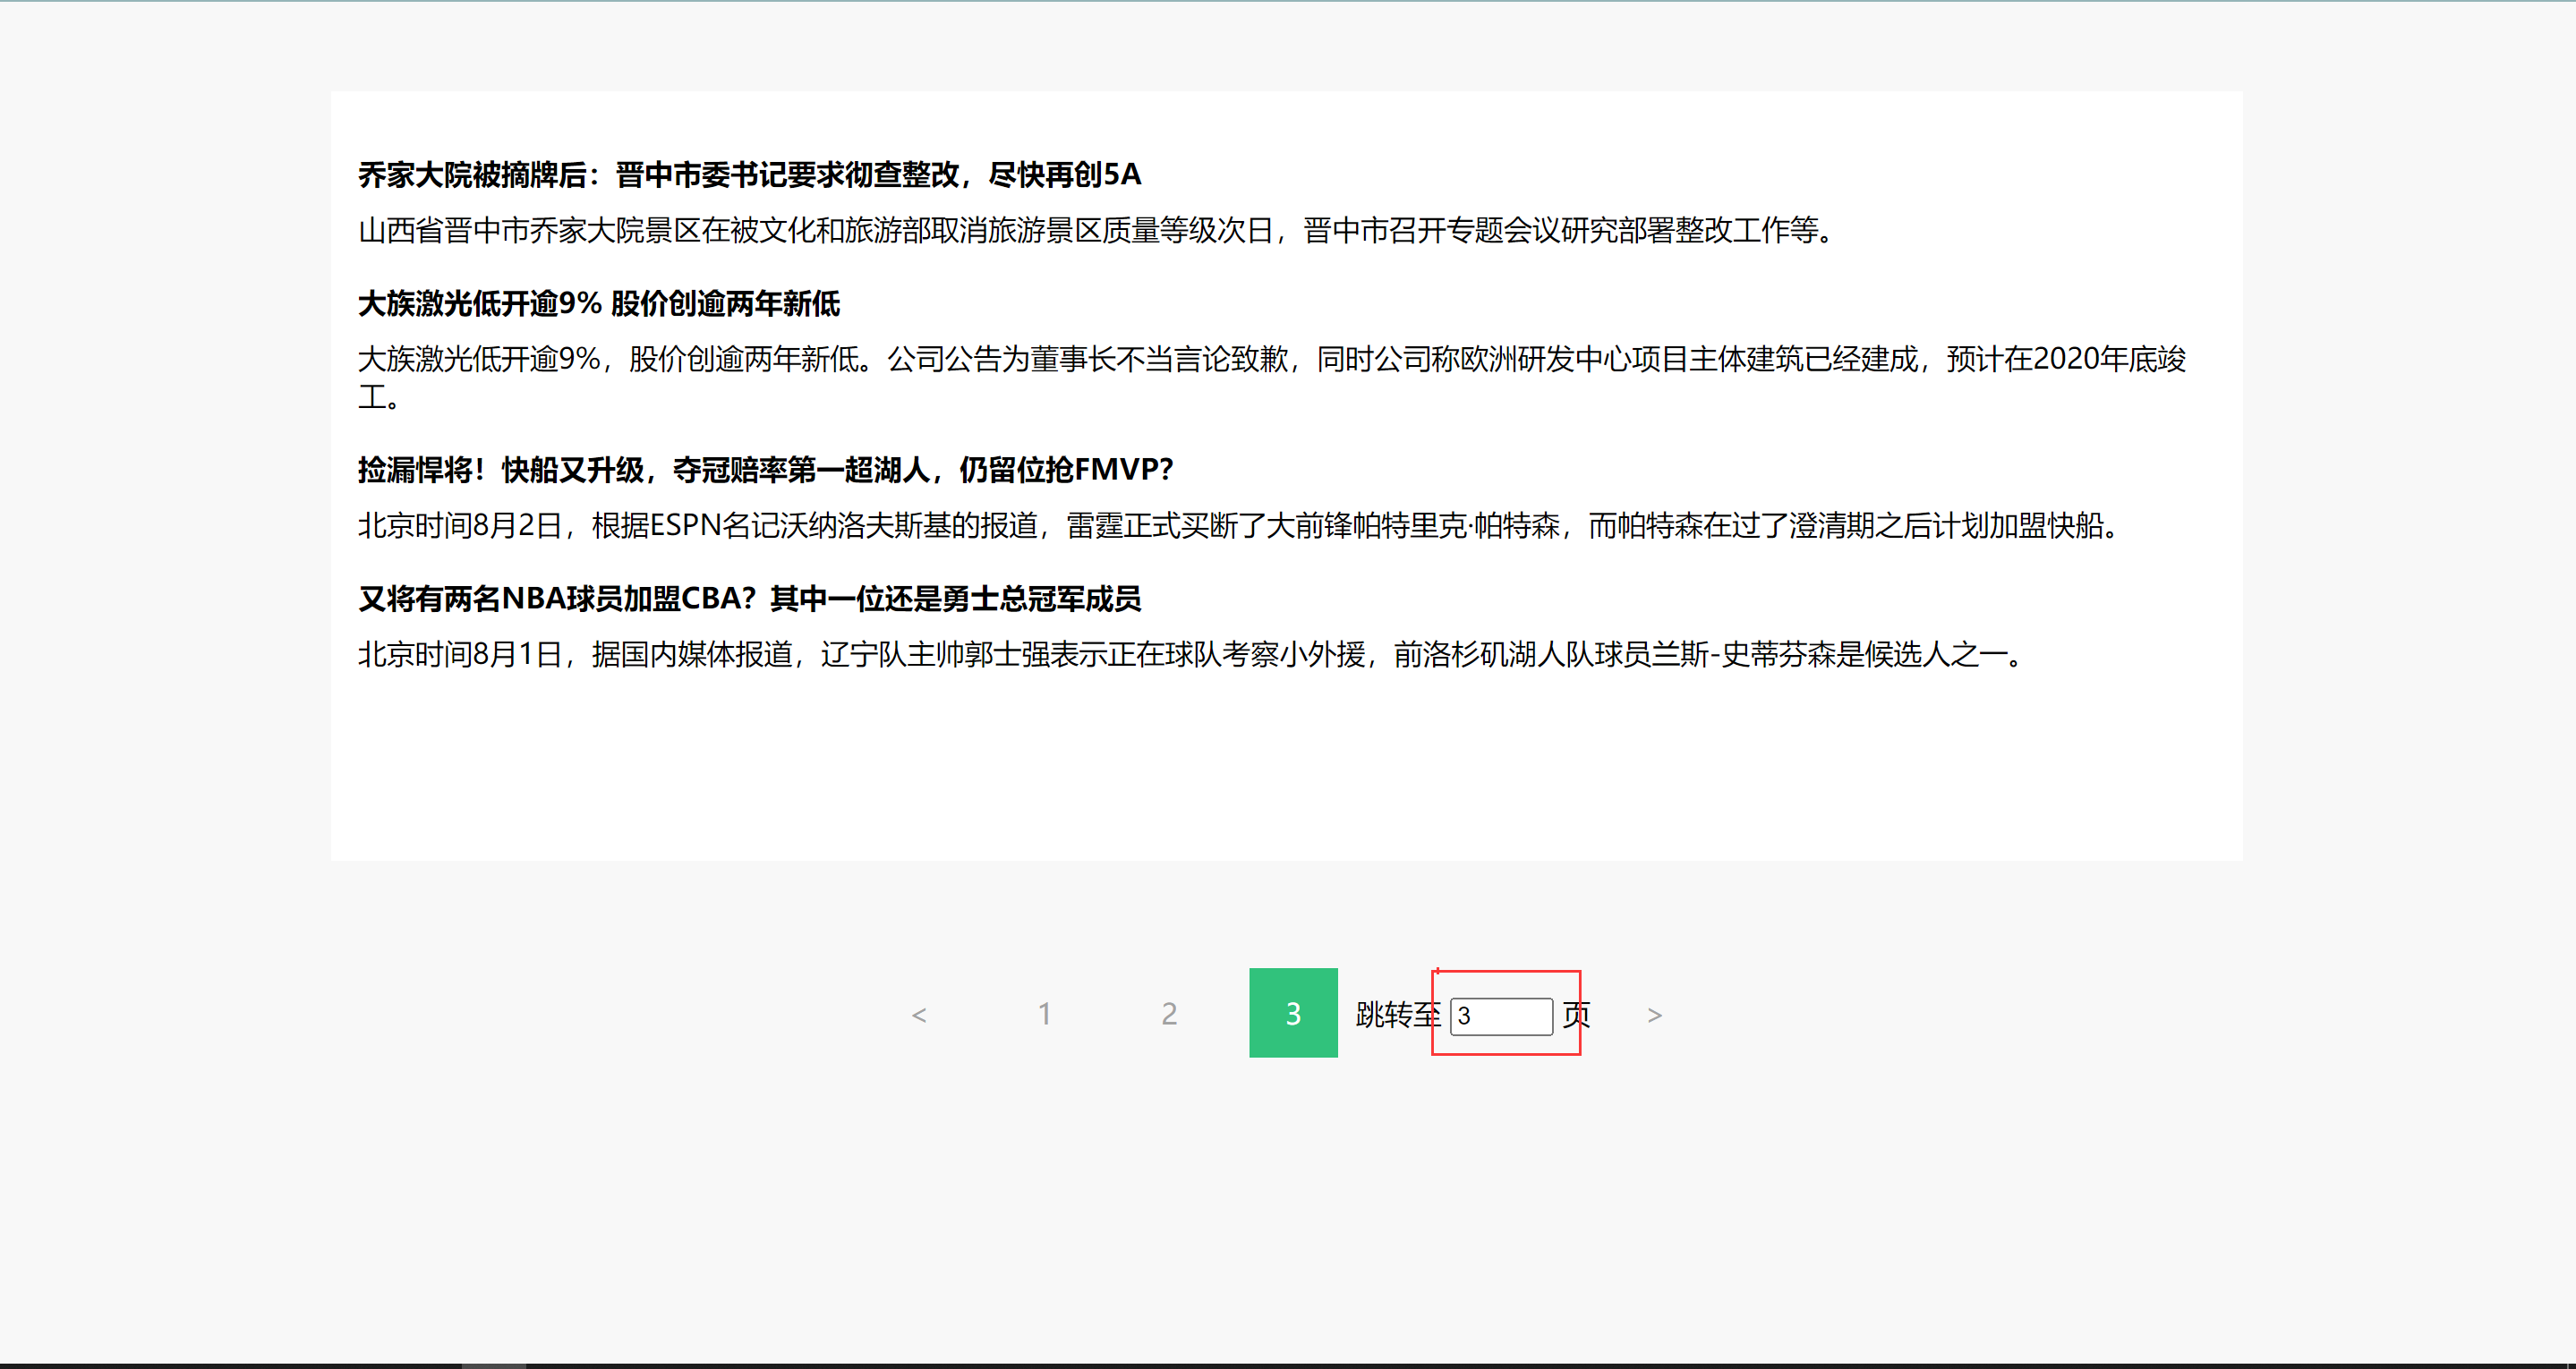 乔家大院被摘牌后：晋中市委书记要求彻查整改，尽快再创5A
山西省晋中市乔家大院景区在被文化和旅游部取消旅游景区质量等级次日，晋中市召开专题会议研究部署整改工作等。
大族激光低开逾9% 股价创逾两年新低
大族激光低开逾9%，股价创逾两年新低。公司公告为董事长不当言论致歉，同时公司称欧洲研发中心项目主体建筑已经建成，预计在2020年底竣
工。
捡漏悍将！快船又升级，夺冠赔率第一超湖人，仍留位抢FMVP？
北京时间8月2日，根据ESPN名记沃纳洛夫斯基的报道，雷霆正式买断了大前锋帕特里克·帕特森，而帕特森在过了澄清期之后计划加盟快船。
又将有两名NBA球员加盟CBA？其中一位还是勇士总冠军成员
北京时间8月1日，据国内媒体报道，辽宁队主帅郭士强表示正在球队考察小外援，前洛杉矶湖人队球员兰斯-史蒂芬森是候选人之一。
< 1 2 3 跳转至 3 页 >